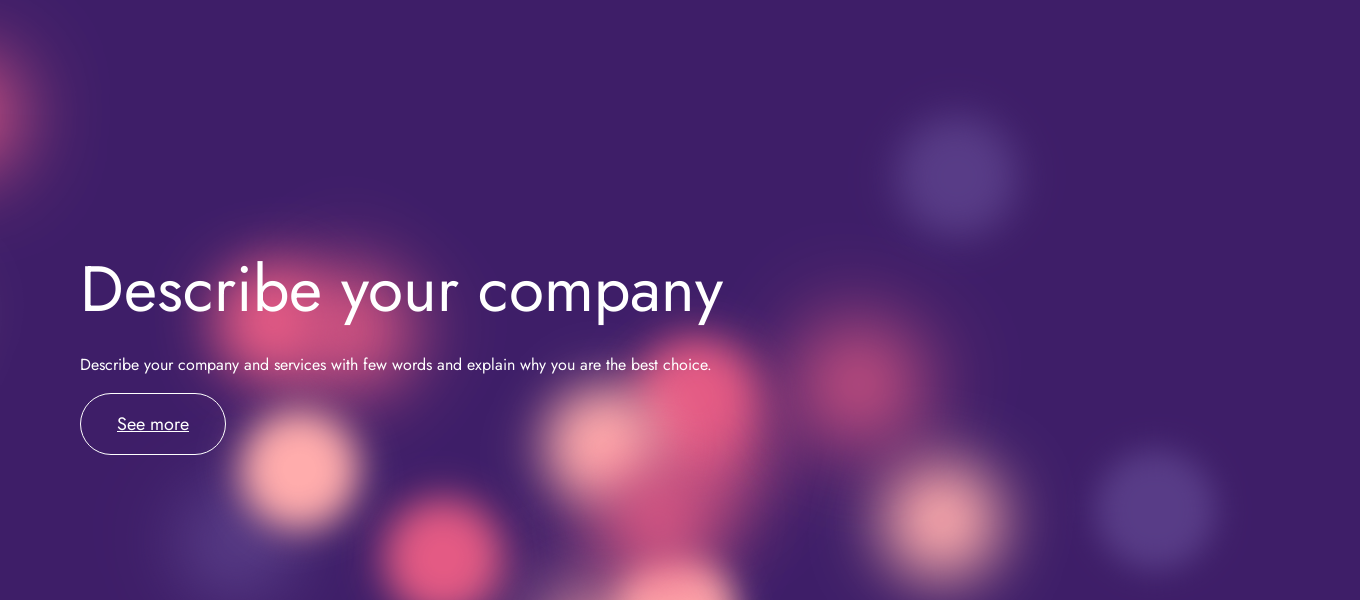 Describe your company
Describe your company and services with few words and explain why you are the best choice.
See more